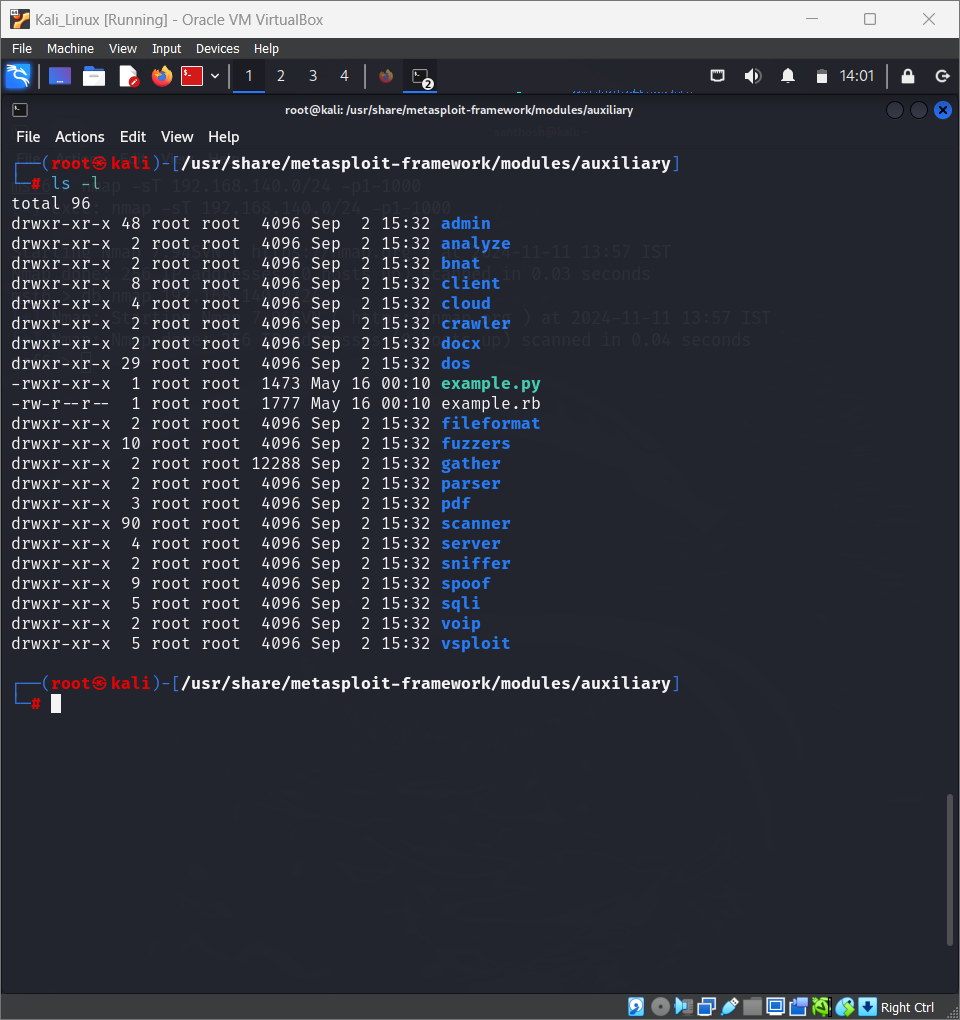 Kali_Linux [Running] - Oracle VM VirtualBox
File Machine View Input Devices Help
1 2 3 4 2 14:01
root@kali: /usr/share/metasploit-framework/modules/auxiliary
File Actions Edit View Help
┌──(root㉿kali)-[/usr/share/metasploit-framework/modules/auxiliary]
└─# ls -l
total 96
drwxr-xr-x 48 root root  4096 Sep  2 15:32 admin
drwxr-xr-x  2 root root  4096 Sep  2 15:32 analyze
drwxr-xr-x  2 root root  4096 Sep  2 15:32 bnat
drwxr-xr-x  8 root root  4096 Sep  2 15:32 client
drwxr-xr-x  4 root root  4096 Sep  2 15:32 cloud
drwxr-xr-x  2 root root  4096 Sep  2 15:32 crawler
drwxr-xr-x  2 root root  4096 Sep  2 15:32 docx
drwxr-xr-x 29 root root  4096 Sep  2 15:32 dos
-rwxr-xr-x  1 root root  1473 May 16 00:10 example.py
-rw-r--r--  1 root root  1777 May 16 00:10 example.rb
drwxr-xr-x  2 root root  4096 Sep  2 15:32 fileformat
drwxr-xr-x 10 root root  4096 Sep  2 15:32 fuzzers
drwxr-xr-x  2 root root 12288 Sep  2 15:32 gather
drwxr-xr-x  2 root root  4096 Sep  2 15:32 parser
drwxr-xr-x  3 root root  4096 Sep  2 15:32 pdf
drwxr-xr-x 90 root root  4096 Sep  2 15:32 scanner
drwxr-xr-x  4 root root  4096 Sep  2 15:32 server
drwxr-xr-x  2 root root  4096 Sep  2 15:32 sniffer
drwxr-xr-x  9 root root  4096 Sep  2 15:32 spoof
drwxr-xr-x  5 root root  4096 Sep  2 15:32 sqli
drwxr-xr-x  2 root root  4096 Sep  2 15:32 voip
drwxr-xr-x  5 root root  4096 Sep  2 15:32 vsploit
┌──(root㉿kali)-[/usr/share/metasploit-framework/modules/auxiliary]
└─#
Right Ctrl